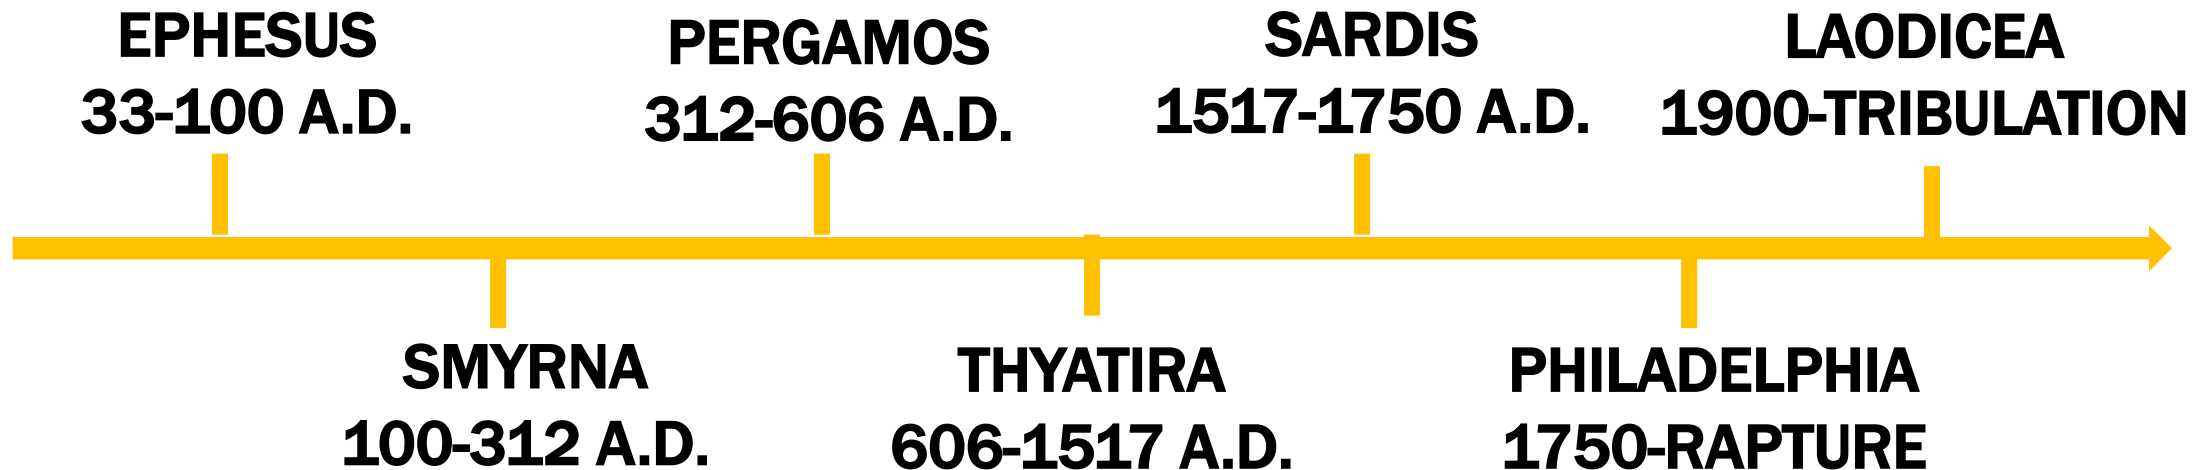 EPHESUS
33-100 A.D.
PERGAMOS
312-606 A.D.
SARDIS
1517-1750 A.D.
LAODICEA
1900-TRIBULATION
SMYRNA
100-312 A.D.
THYATIRA
606-1517 A.D.
PHILADELPHIA
1750-RAPTURE